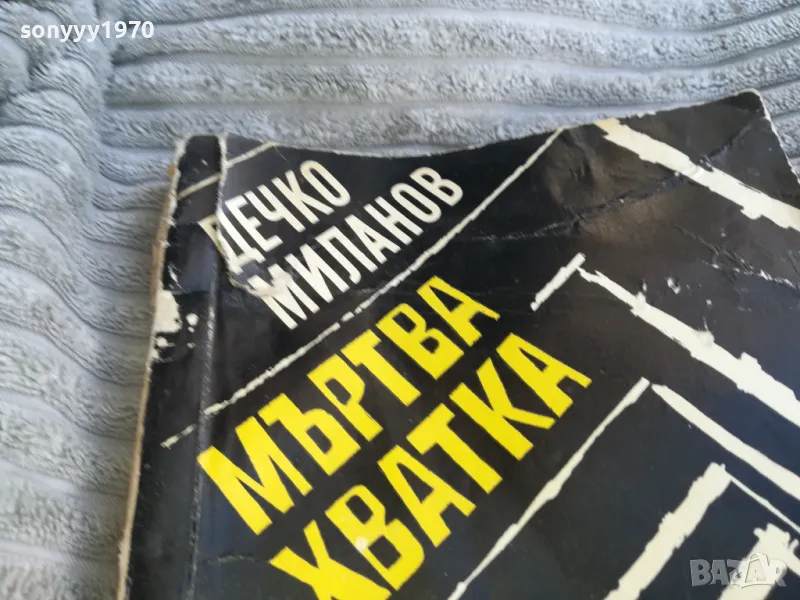 sonyyy1970
ДЕЧКО
МИЛАНОВ
МЪРТВА
ХВАТКА
BAZAR